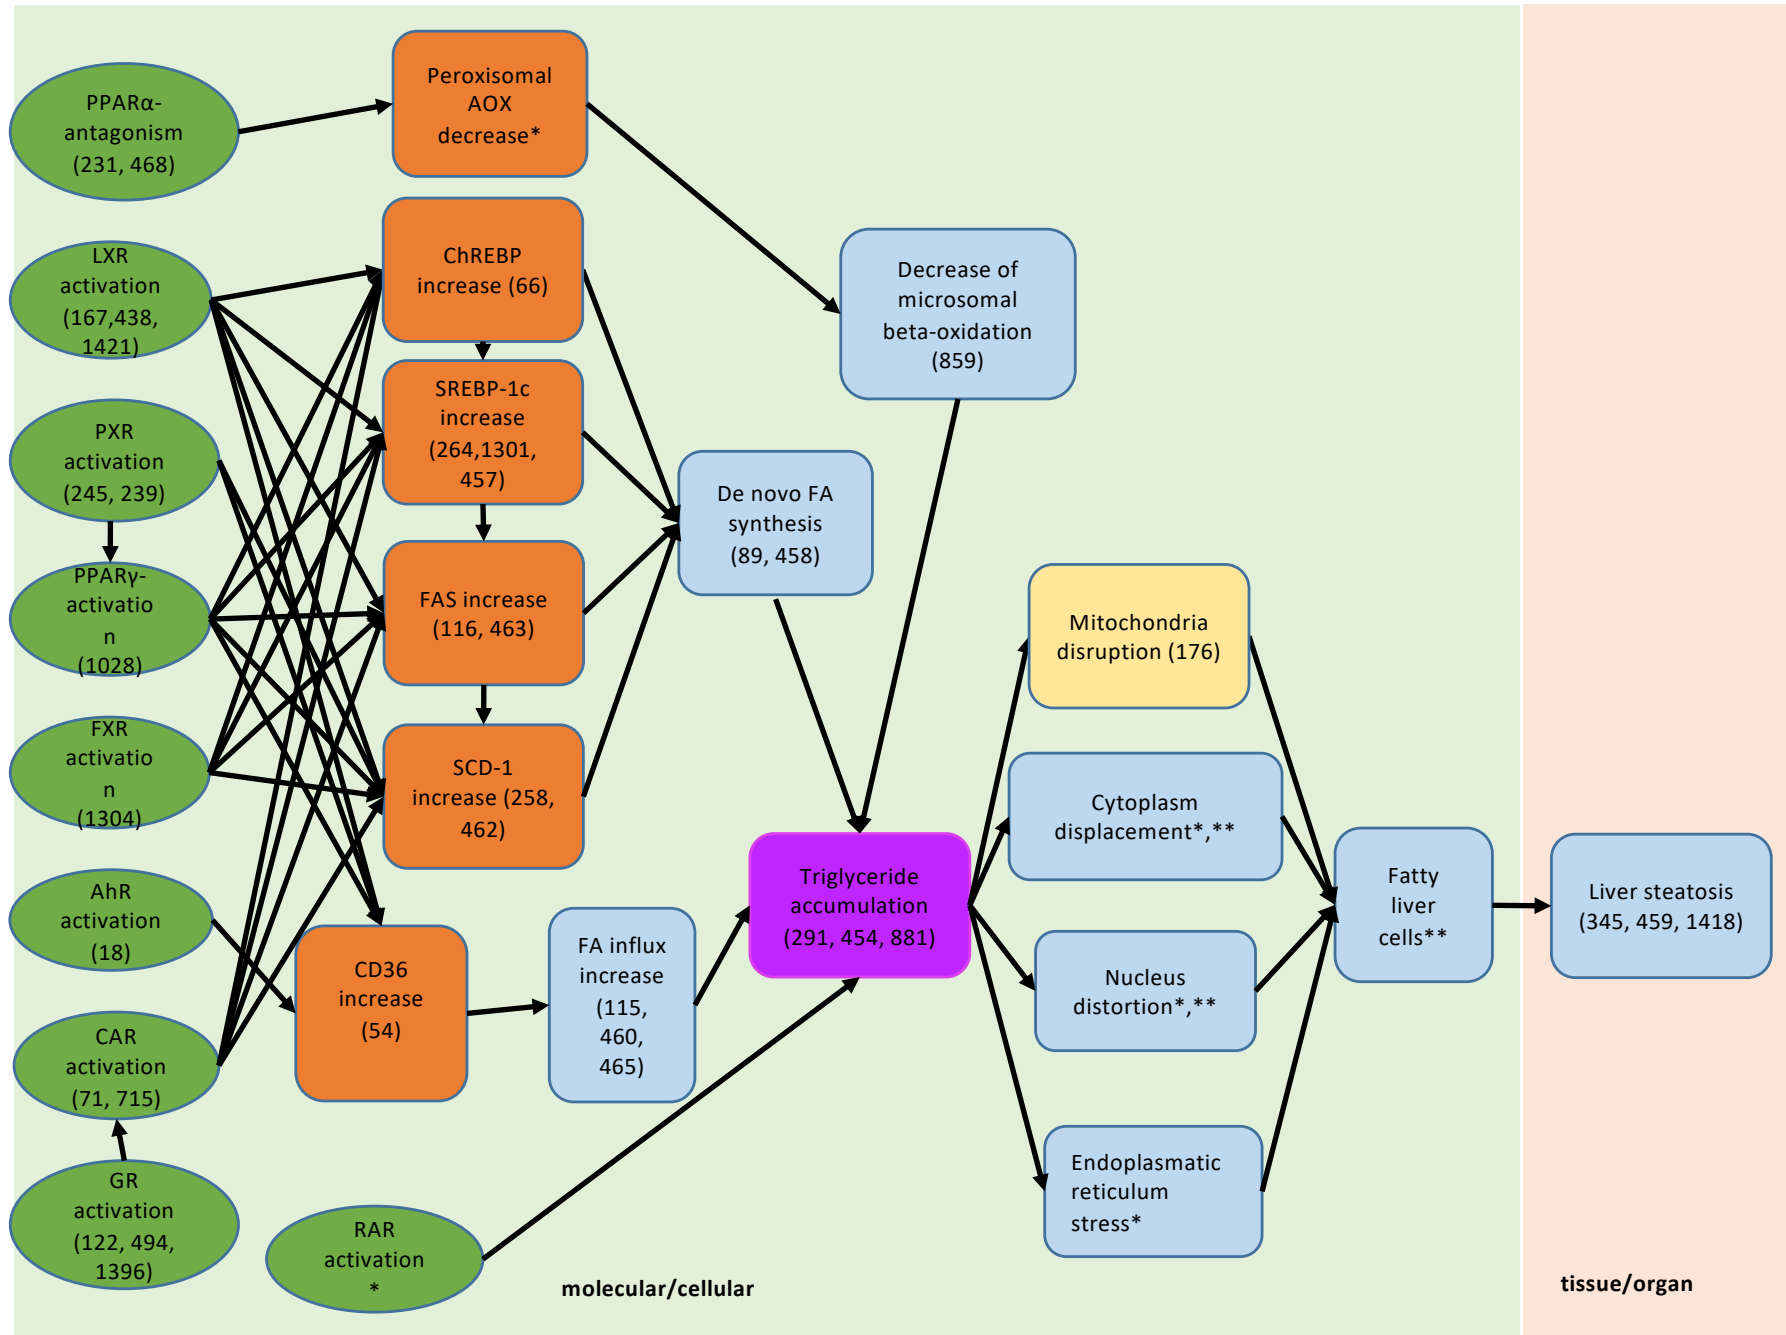 PPARα-
antagonism
(231, 468)
Peroxisomal
AOX
decrease*
LXR
activation
(167,438,
1421)
ChREBP
increase (66)
Decrease of
microsomal
beta-oxidation
(859)
PXR
activation
(245, 239)
SREBP-1c
increase
(264,1301,
457)
De novo FA
synthesis
(89, 458)
PPARγ-
activatio
n
(1028)
FAS increase
(116, 463)
Mitochondria
disruption (176)
FXR
activatio
n
(1304)
SCD-1
increase (258,
462)
Cytoplasm
displacement*,**
AhR
activation
(18)
CD36
increase
(54)
FA influx
increase
(115,
460,
465)
Triglyceride
accumulation
(291, 454, 881)
Nucleus
distortion*,**
Fatty
liver
cells**
Liver steatosis
(345, 459, 1418)
CAR
activation
(71, 715)
GR
activation
(122, 494,
1396)
RAR
activation
*
Endoplasmatic
reticulum
stress*
molecular/cellular
tissue/organ